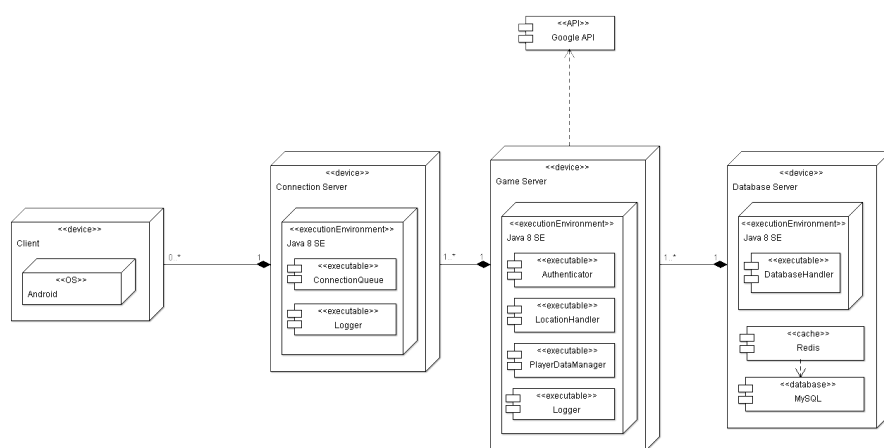 <<API>>
Google API
<<device>>
Client
<<OS>>
Android
0..*
1
<<device>>
Connection Server
<<executionEnvironment>>
Java 8 SE
<<executable>>
ConnectionQueue
<<executable>>
Logger
1..*
1
<<device>>
Game Server
<<executionEnvironment>>
Java 8 SE
<<executable>>
Authenticator
<<executable>>
LocationHandler
<<executable>>
PlayerDataManager
<<executable>>
Logger
1..*
1
<<device>>
Database Server
<<executionEnvironment>>
Java 8 SE
<<executable>>
DatabaseHandler
<<cache>>
Redis
<<database>>
MySQL